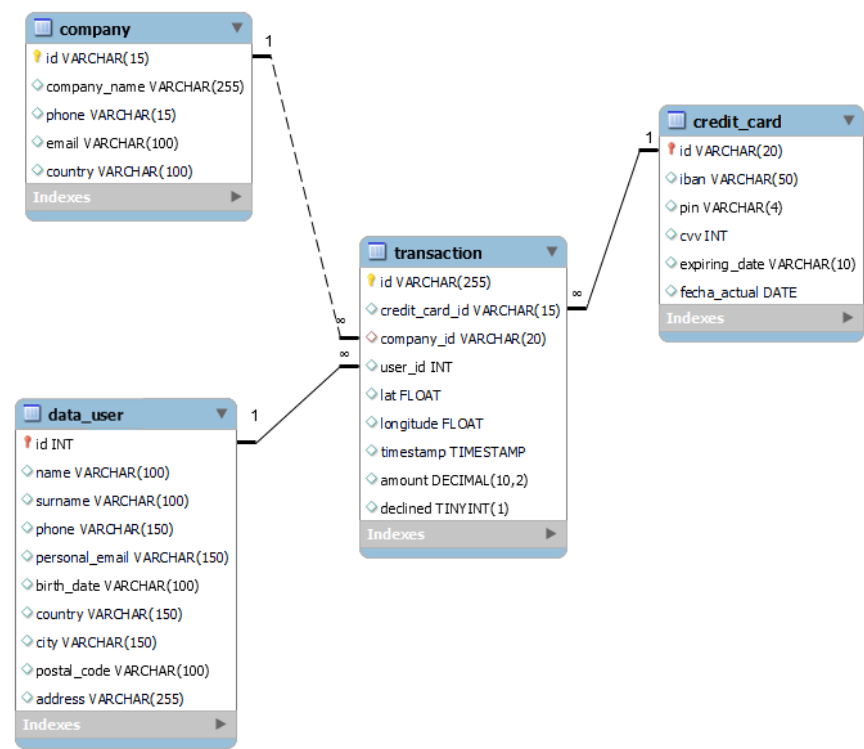 company
id VARCHAR(15)
company_name VARCHAR(255)
phone VARCHAR(15)
email VARCHAR(100)
country VARCHAR(100)
Indexes
1
∞
credit_card
id VARCHAR(20)
iban VARCHAR(50)
pin VARCHAR(4)
cvv INT
expiring_date VARCHAR(10)
fecha_actual DATE
Indexes
1
∞
transaction
id VARCHAR(255)
credit_card_id VARCHAR(15)
company_id VARCHAR(20)
user_id INT
lat FLOAT
longitude FLOAT
timestamp TIMESTAMP
amount DECIMAL(10,2)
declined TINYINT(1)
Indexes
∞
1
data_user
id INT
name VARCHAR(100)
surname VARCHAR(100)
phone VARCHAR(150)
personal_email VARCHAR(150)
birth_date VARCHAR(100)
country VARCHAR(150)
city VARCHAR(150)
postal_code VARCHAR(100)
address VARCHAR(255)
Indexes